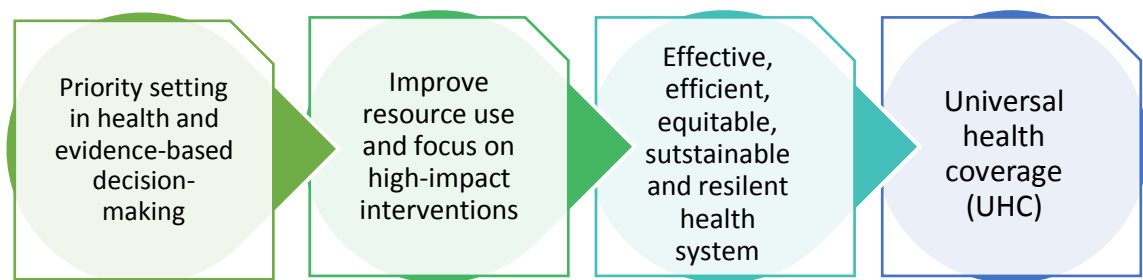 Priority setting
in health and
evidence-based
decision-
making
Improve
resource use
and focus on
high-impact
interventions
Effective,
efficient,
equitable,
sutstainable
and resilent
health
system
Universal
health
coverage
(UHC)